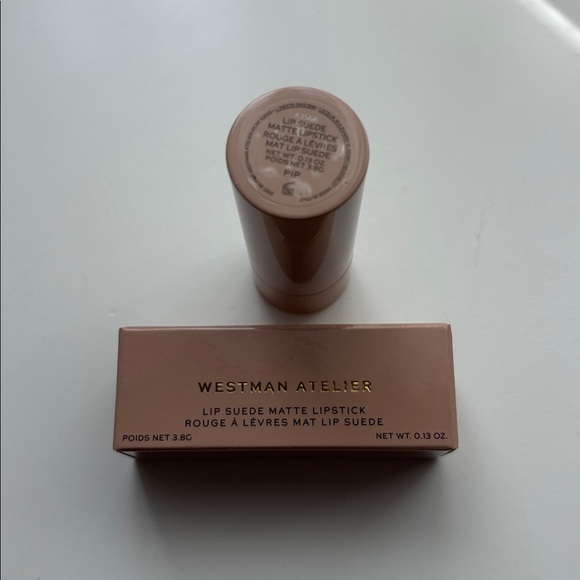 LIP SUEDE
MATTE LIPSTICK
ROUGE À LÈVRES
MAT LIP SUEDE
NET WT. 0.13 OZ.
POIDS NET 3.8G
PIP
WESTMAN ATELIER
LIP SUEDE MATTE LIPSTICK
ROUGE À LÈVRES MAT LIP SUEDE
POIDS NET 3.8G NET WT. 0.13 OZ.